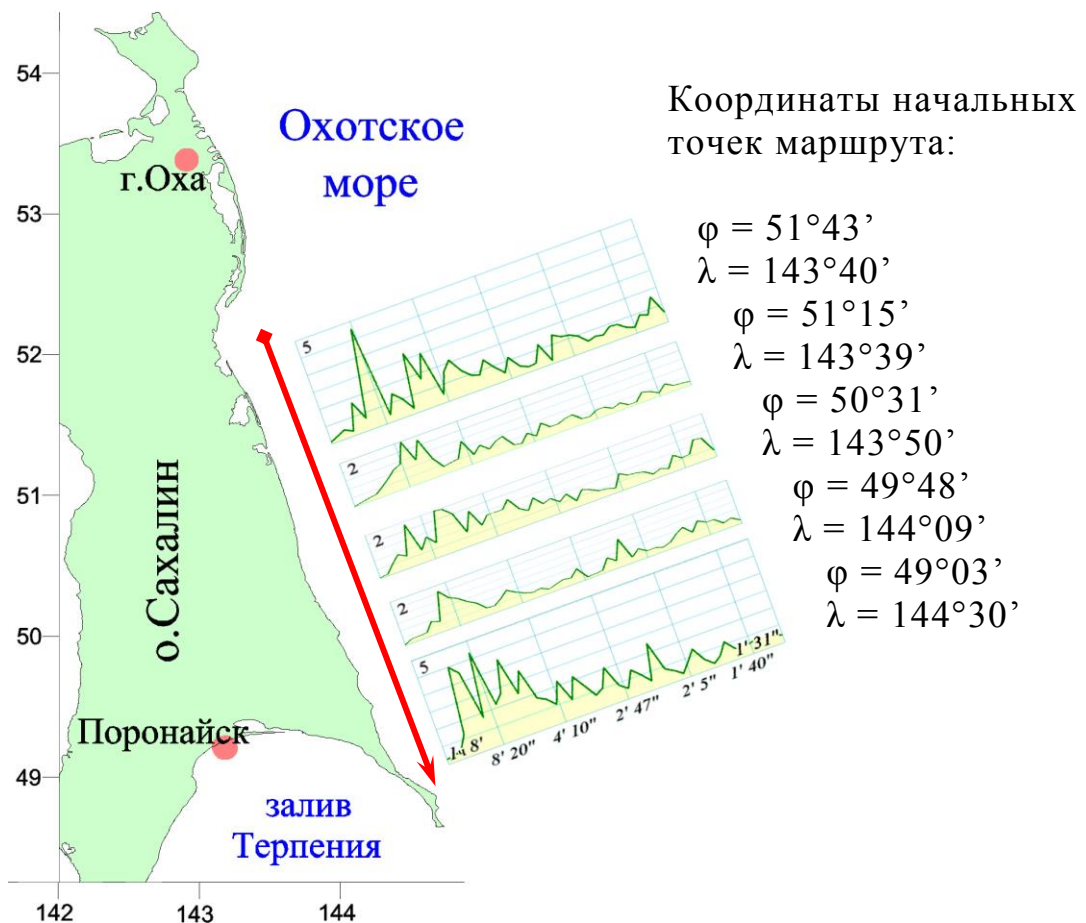 54
53
52
51
50
49
142
143
144
Охотское
море
г.Оха
о.Сахалин
Поронайск
залив
Терпения
5
2
2
2
5
1ч 8'
8' 20"
4' 10"
2' 47"
2' 5"
1' 40"
1' 31"
Координаты начальных
точек маршрута:
φ = 51°43’
λ = 143°40’
φ = 51°15’
λ = 143°39’
φ = 50°31’
λ = 143°50’
φ = 49°48’
λ = 144°09’
φ = 49°03’
λ = 144°30’